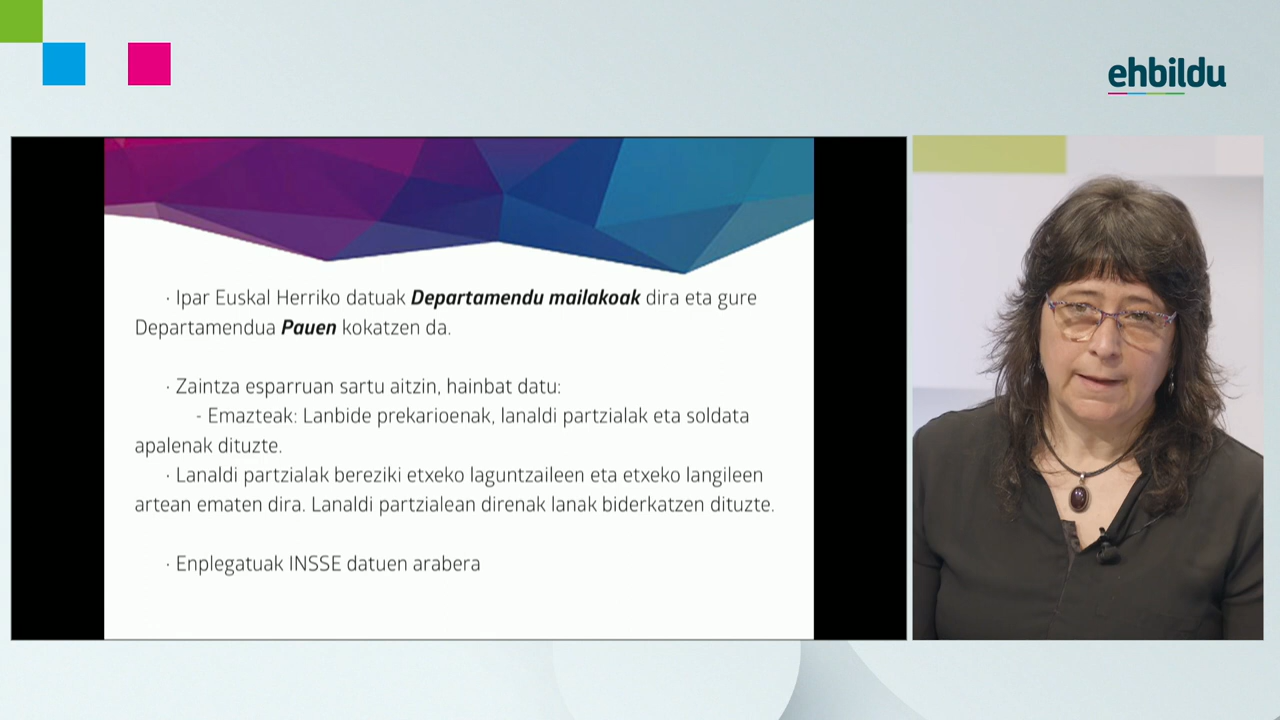 ehbildu
· Ipar Euskal Herriko datuak Departamendu mailakoak dira eta gure
Departamendua Pauen kokatzen da.
· Zaintza esparruan sartu aitzin, hainbat datu:
- Emazteak: Lanbide prekarioenak, lanaldi partzialak eta soldata
apalenak dituzte.
· Lanaldi partzialak bereziki etxeko laguntzaileen eta etxeko langileen
artean ematen dira. Lanaldi partzialean direnak lanak biderkatzen dituzte.
· Enplegatuak INSSE datuen arabera